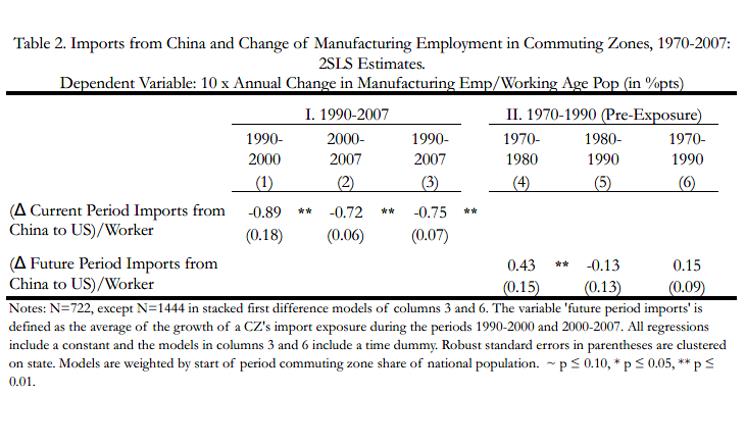 Table 2. Imports from China and Change of Manufacturing Employment in Commuting Zones, 1970-2007:
2SLS Estimates.
Dependent Variable: 10 x Annual Change in Manufacturing Emp/Working Age Pop (in %pts)
I. 1990-2007 II. 1970-1990 (Pre-Exposure)
1990- 2000- 1990- 1970- 1980- 1970-
2000 2007 2007 1980 1990 1990
(1) (2) (3) (4) (5) (6)
(Δ Current Period Imports from -0.89 ** -0.72 ** -0.75 **
China to US)/Worker (0.18) (0.06) (0.07)
(Δ Future Period Imports from 0.43 ** -0.13 0.15
China to US)/Worker (0.15) (0.13) (0.09)
Notes: N=722, except N=1444 in stacked first difference models of columns 3 and 6. The variable 'future period imports' is
defined as the average of the growth of a CZ's import exposure during the periods 1990-2000 and 2000-2007. All regressions
include a constant and the models in columns 3 and 6 include a time dummy. Robust standard errors in parentheses are clustered
on state. Models are weighted by start of period commuting zone share of national population. ~ p ≤ 0.10, * p ≤ 0.05, ** p ≤
0.01.